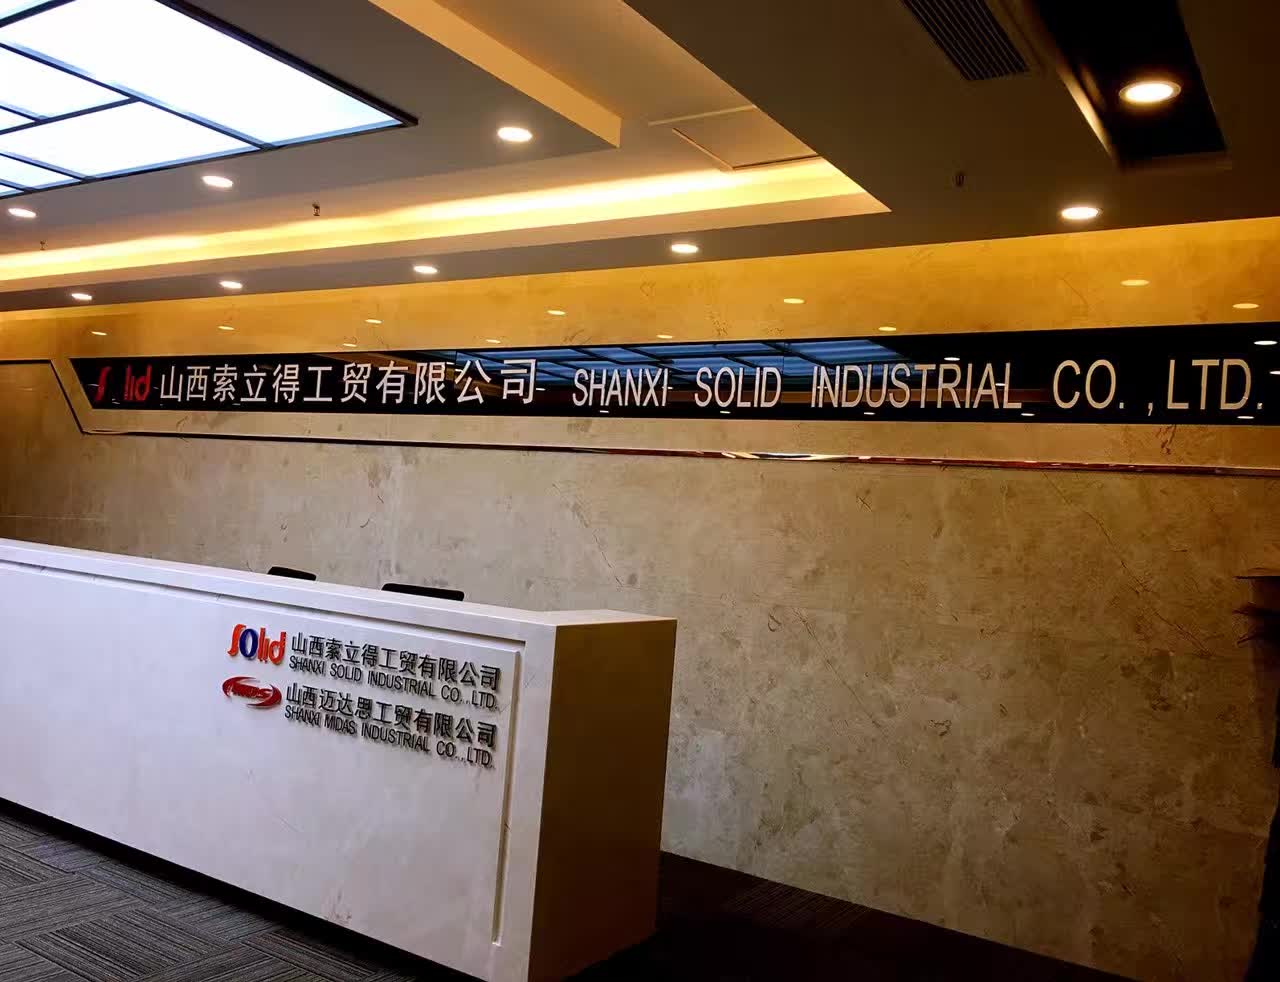 Solid 山西索立得工贸有限公司 SHANXI SOLID INDUSTRIAL CO.,LTD.
solid 山西索立得工贸有限公司
SHANXI SOLID INDUSTRIAL CO.,LTD.
山西迈达思工贸有限公司
SHANXI MIDAS INDUSTRIAL CO.,LTD.